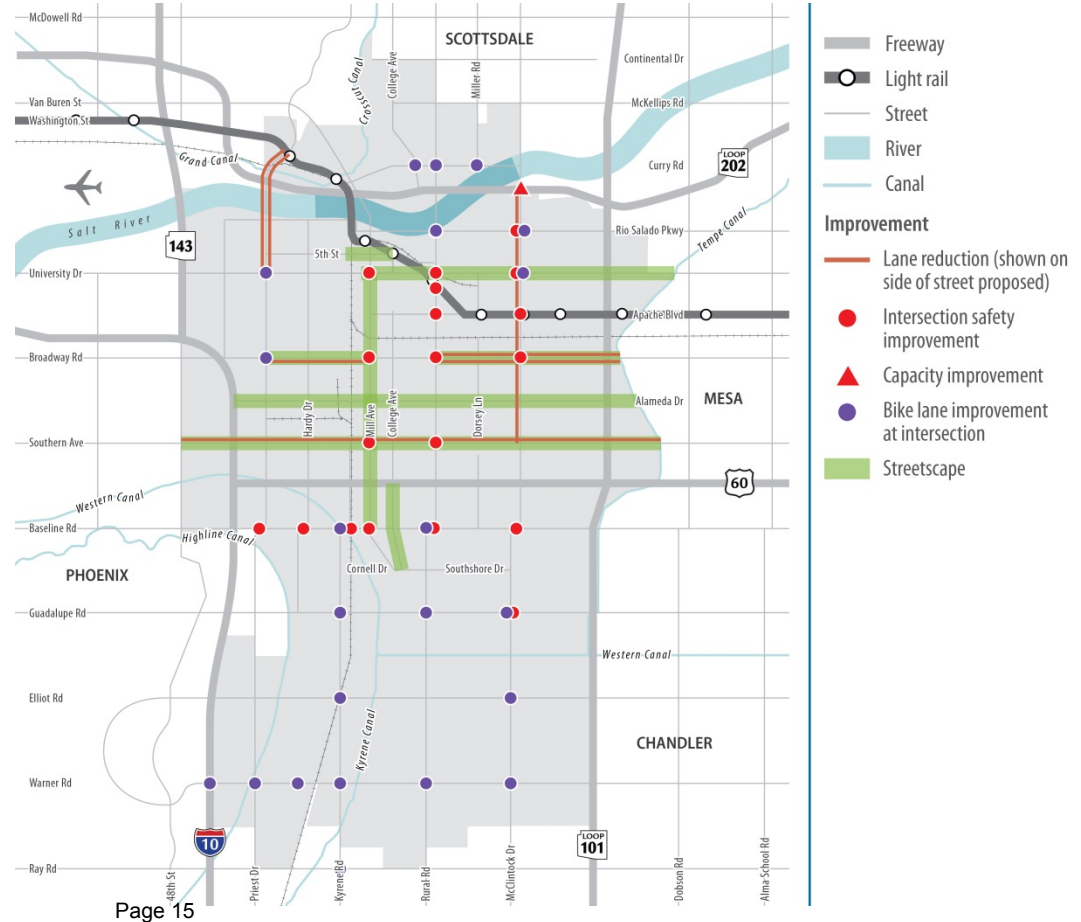 McDowell Rd
SCOTTSDALE
Crosscut Canal
College Ave
Miller Rd
Continental Dr
Van Buren St
Washington St
McKellips Rd
Grand Canal
Curry Rd
LOOP
202
Salt River
143
Rio Salado Pkwy
Tempe Canal
5th St
University Dr
Apache Blvd
Broadway Rd
MESA
Hardy Dr
Mill Ave
College Ave
Dorsey Ln
Alameda Dr
Southern Ave
60
Western Canal
Baseline Rd
Highline Canal
PHOENIX
Cornell Dr
Southshore Dr
Guadalupe Rd
Western Canal
Elliot Rd
CHANDLER
Kyrene Canal
Warner Rd
10
LOOP
101
Ray Rd
48th St
Priest Dr
Kyrene Rd
Rural Rd
McClintock Dr
Dobson Rd
Alma School Rd
Page 15
Freeway
Light rail
Street
River
Canal
Improvement
Lane reduction (shown on
side of street proposed)
Intersection safety
improvement
Capacity improvement
Bike lane improvement
at intersection
Streetscape